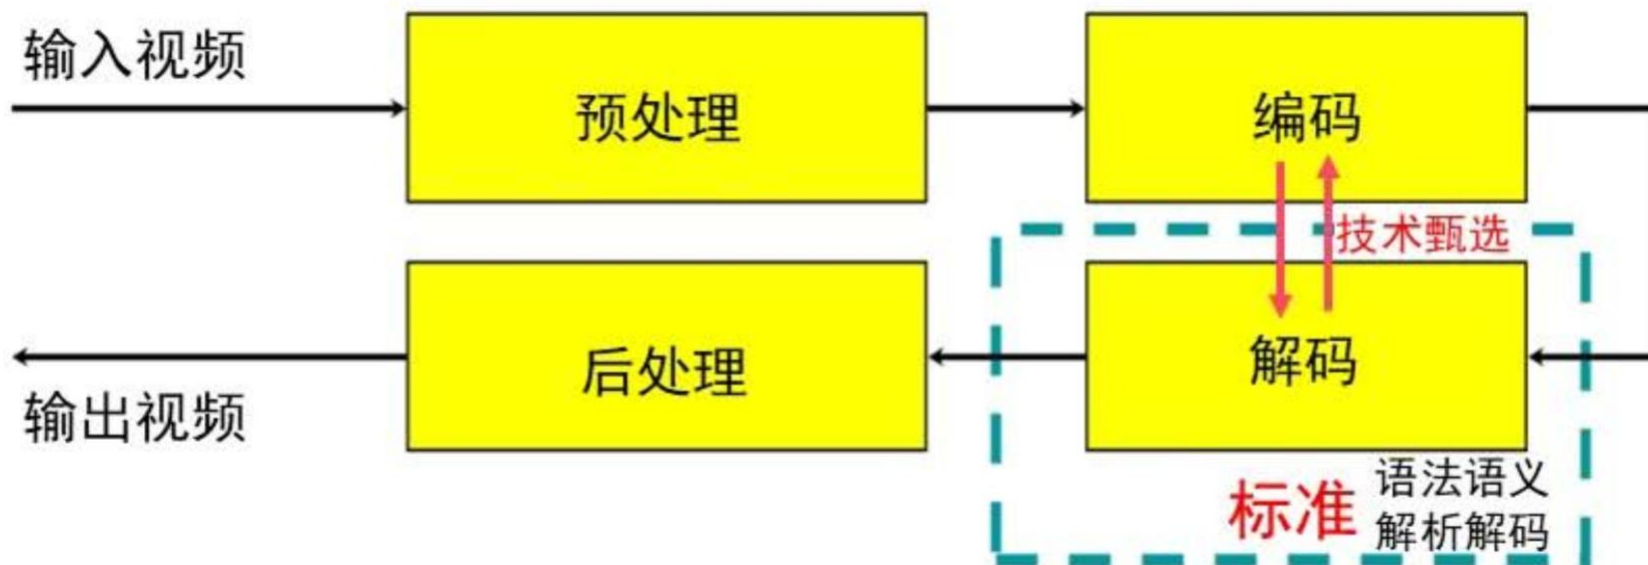 输入视频
预处理
编码
技术甄选
输出视频
后处理
解码
标准
语法语义
解析解码